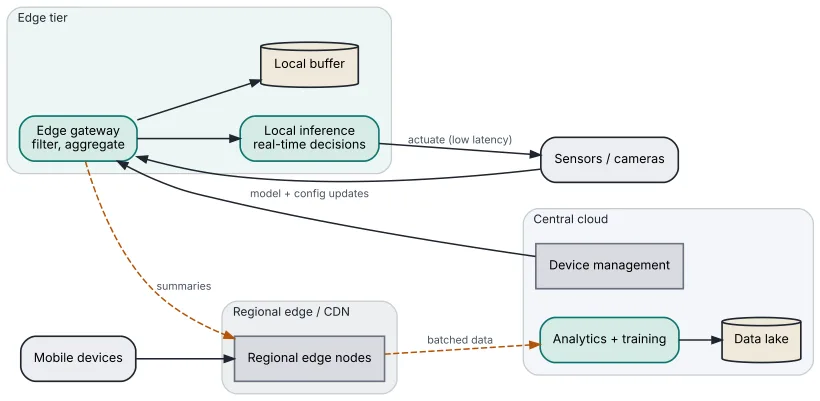 Edge tier
Local buffer
Edge gateway
filter, aggregate
Local inference
real-time decisions
actuate (low latency)
Sensors / cameras
model + config updates
Central cloud
Device management
summaries
Regional edge / CDN
Mobile devices
Regional edge nodes
batched data
Analytics + training
Data lake